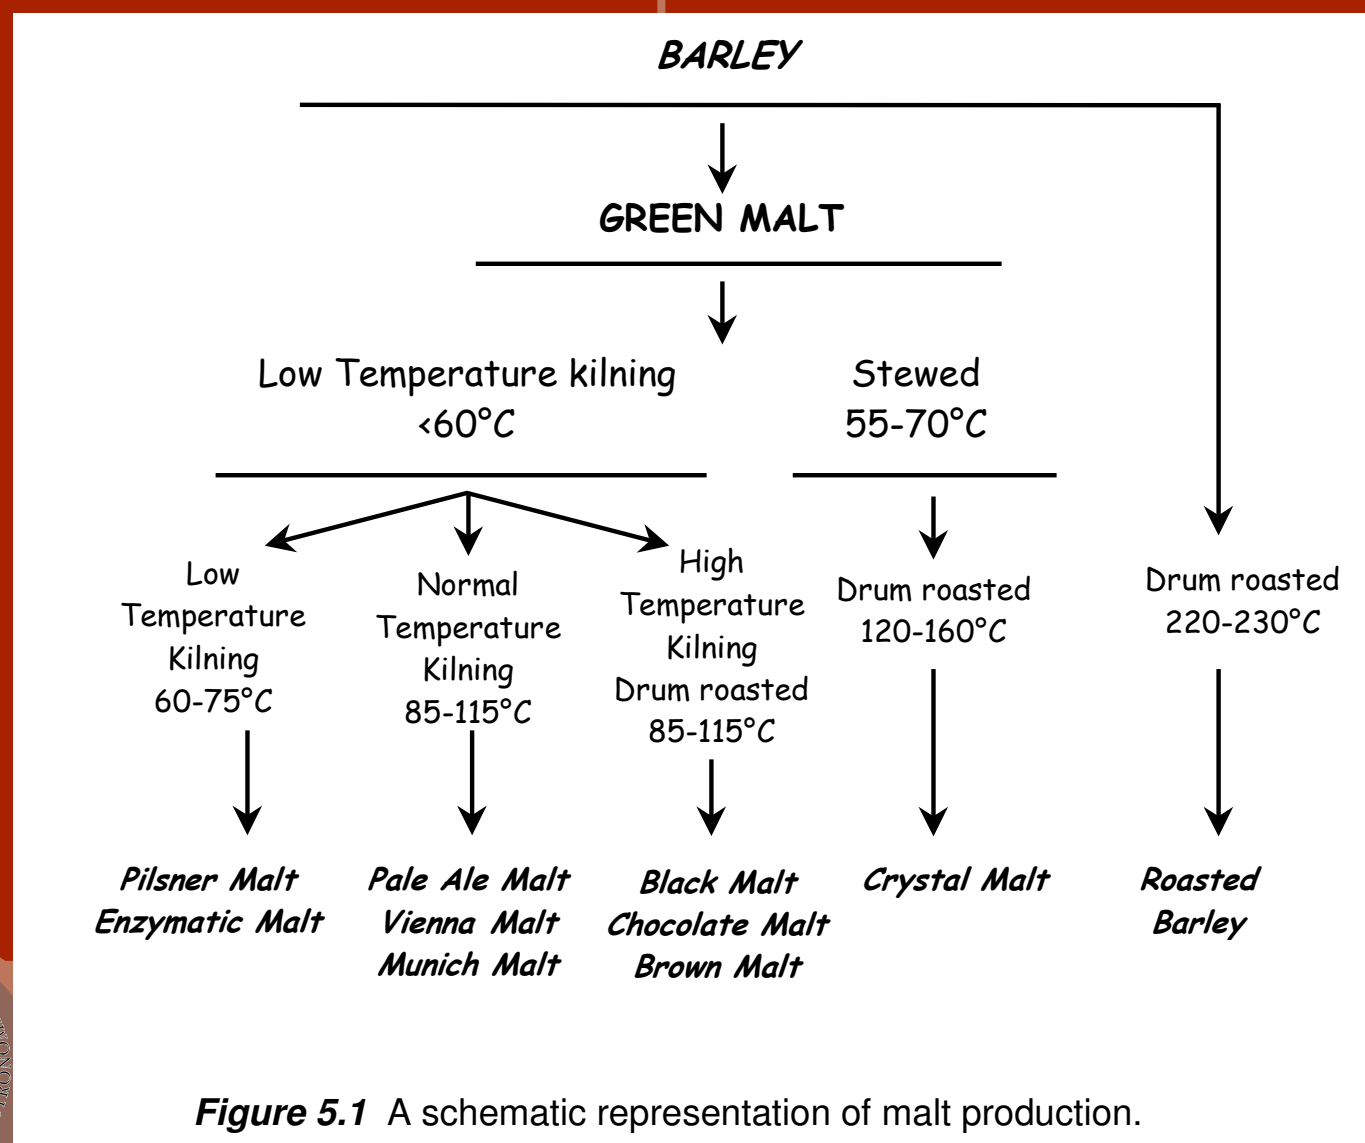 BARLEY
GREEN MALT
Low Temperature kilning
<60°C
Stewed
55-70°C
Low
Temperature
Kilning
60-75°C
Normal
Temperature
Kilning
85-115°C
High
Temperature
Kilning
Drum roasted
85-115°C
Drum roasted
120-160°C
Drum roasted
220-230°C
Pilsner Malt
Enzymatic Malt
Pale Ale Malt
Vienna Malt
Munich Malt
Black Malt
Chocolate Malt
Brown Malt
Crystal Malt
Roasted
Barley
Figure 5.1 A schematic representation of malt production.